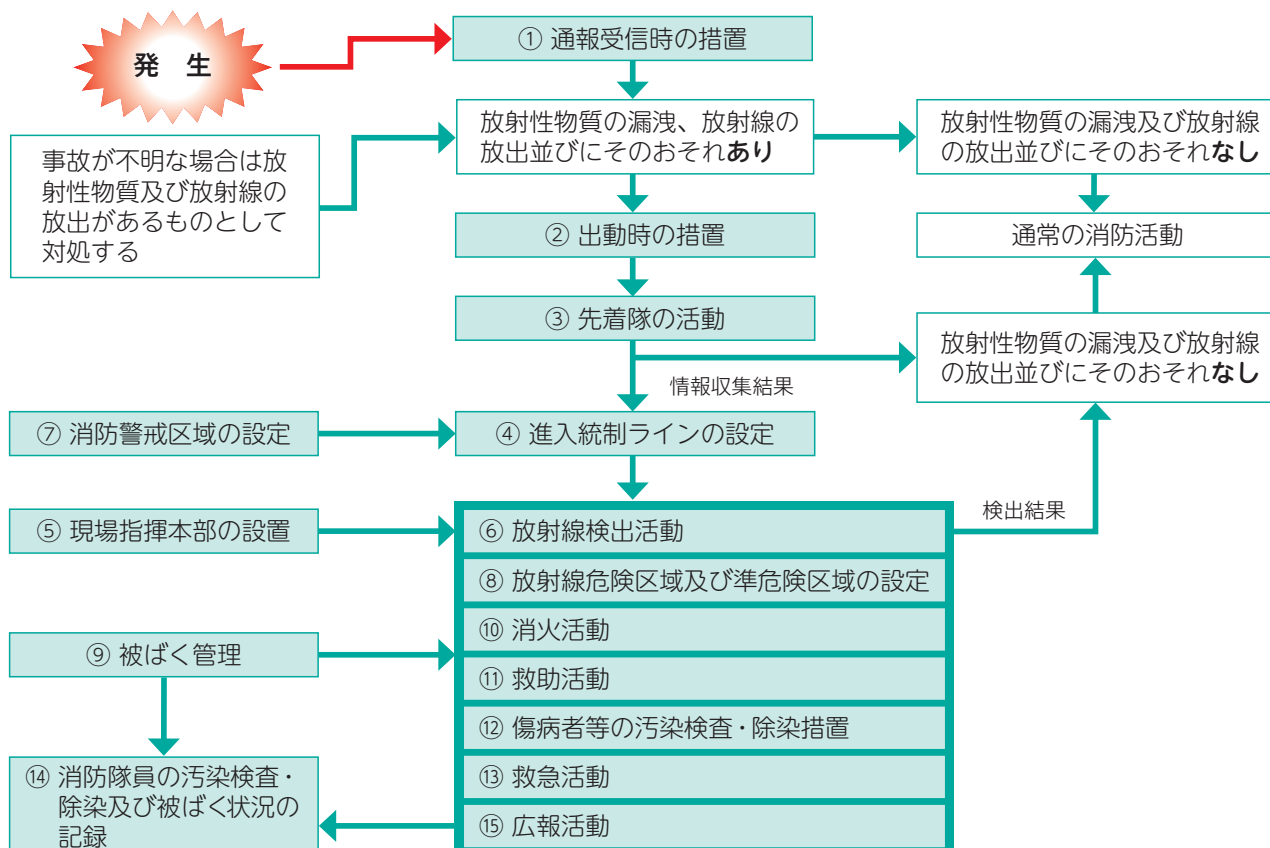 発 生
① 通報受信時の措置
事故が不明な場合は放
射性物質及び放射線の
放出があるものとして
対処する
放射性物質の漏洩、放射線の
放出並びにそのおそれあり
放射性物質の漏洩及び放射線
の放出並びにそのおそれなし
② 出動時の措置
通常の消防活動
③ 先着隊の活動
放射性物質の漏洩及び放射線
の放出並びにそのおそれなし
情報収集結果
⑦ 消防警戒区域の設定
④ 進入統制ラインの設定
⑤ 現場指揮本部の設置
⑥ 放射線検出活動
検出結果
⑧ 放射線危険区域及び準危険区域の設定
⑨ 被ばく管理
⑩ 消火活動
⑪ 救助活動
⑫ 傷病者等の汚染検査・除染措置
⑬ 救急活動
⑭ 消防隊員の汚染検査・
除染及び被ばく状況の
記録
⑮ 広報活動